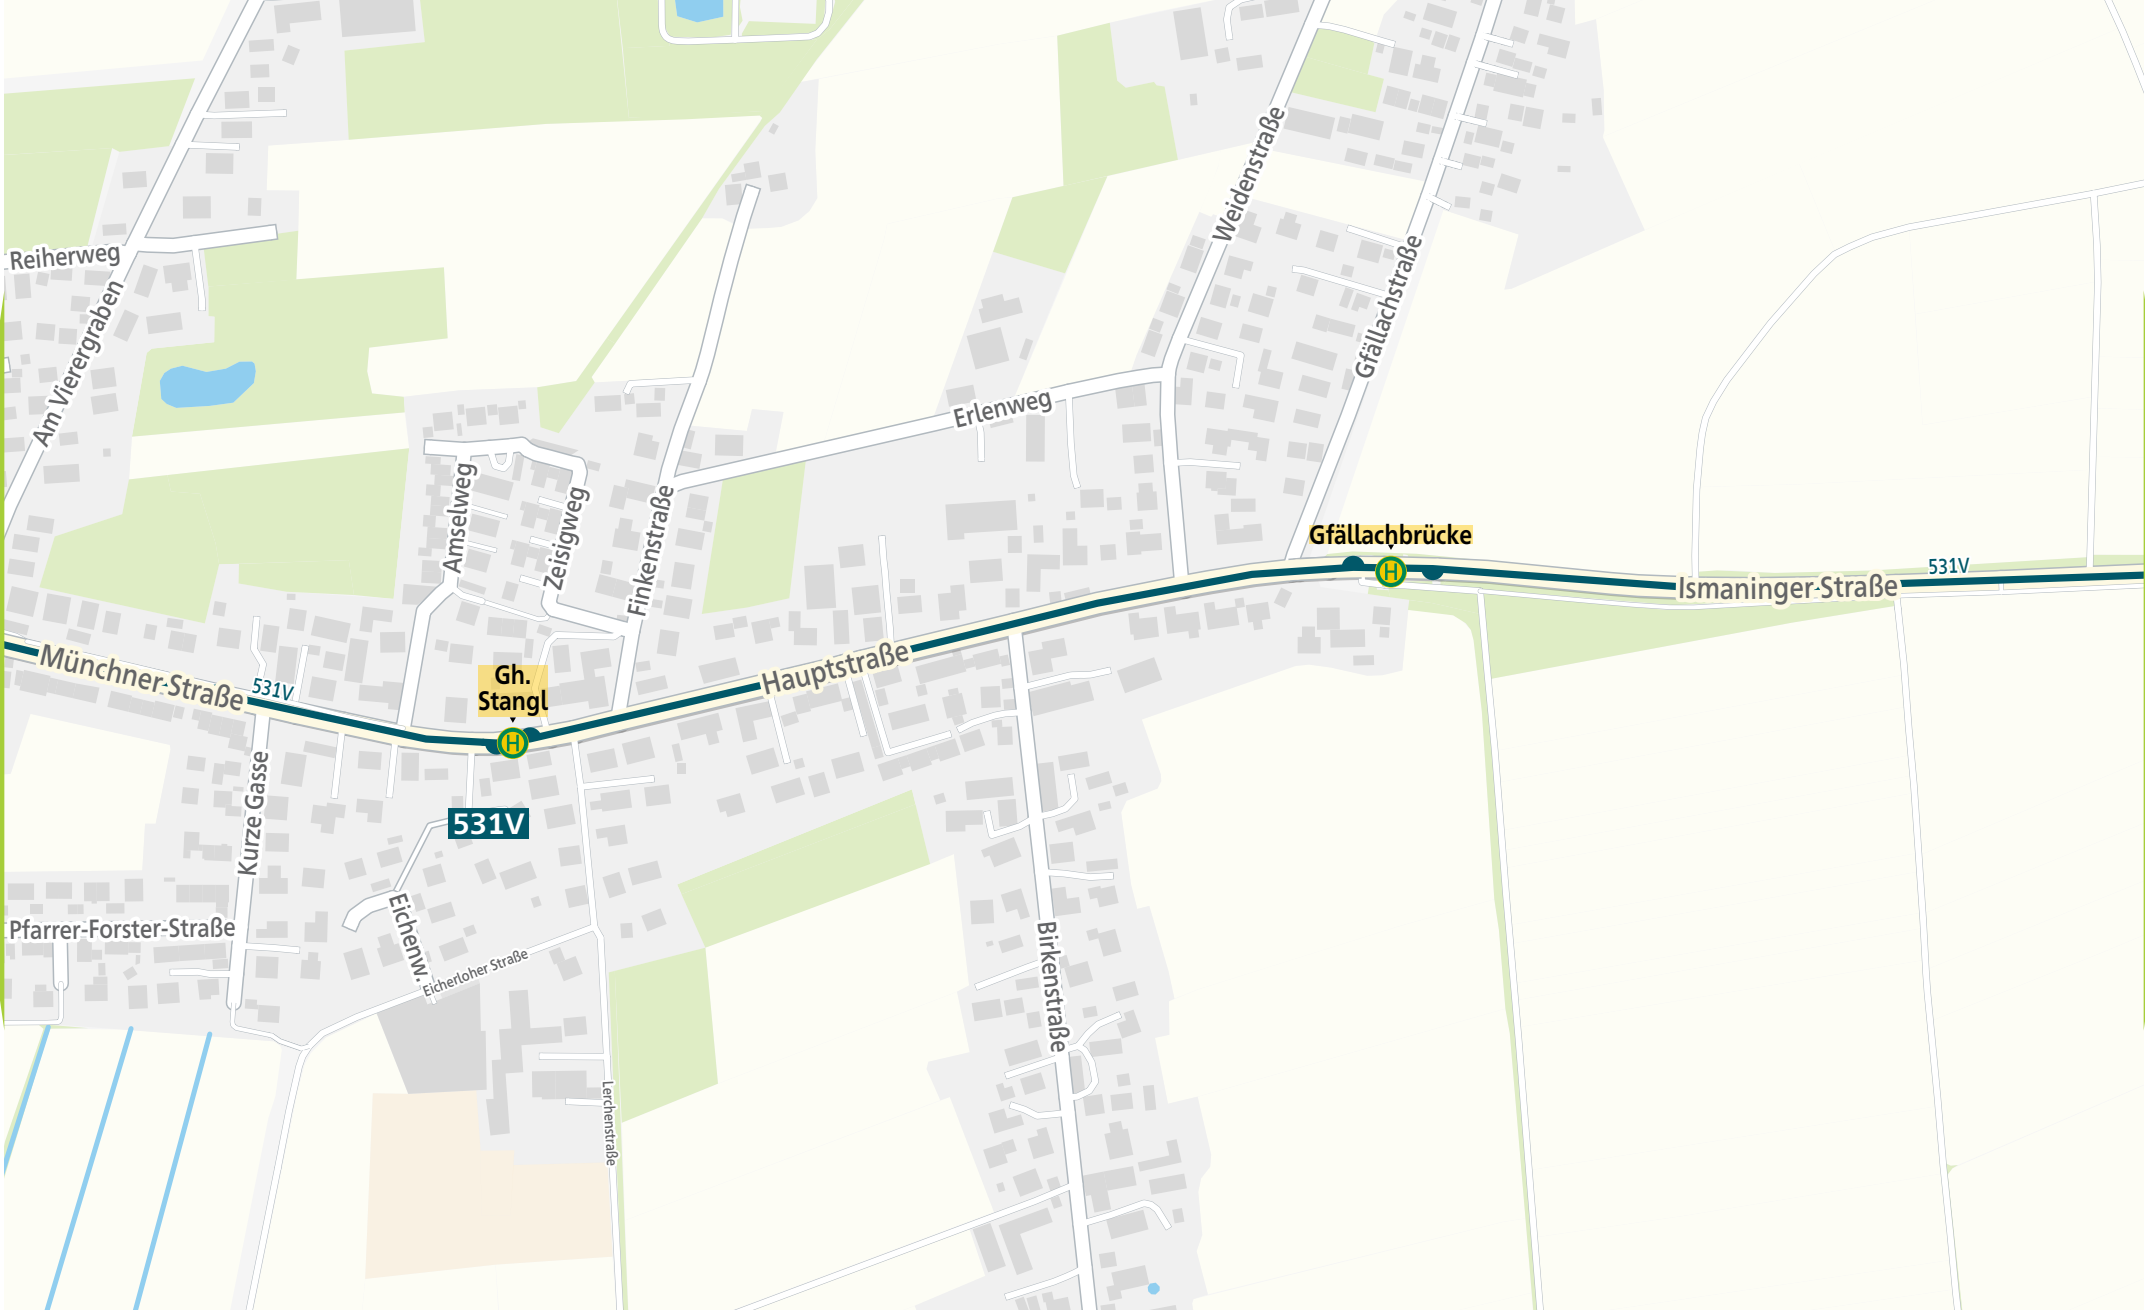 Weidenstraße
Reiherweg
Gfällachstraße
Am Vierergraben
Erlenweg
Amselweg
Zeisigweg
Finkenstraße
Gfällachbrücke
H
Ismaninger-Straße
531V
Münchner-Straße
531V
Gh.
Stangl
H
Hauptstraße
Kurze Gasse
531V
Eichenw.
Pfarrer-Forster-Straße
Eicherloher Straße
Birkenstraße
Lerchenstraße